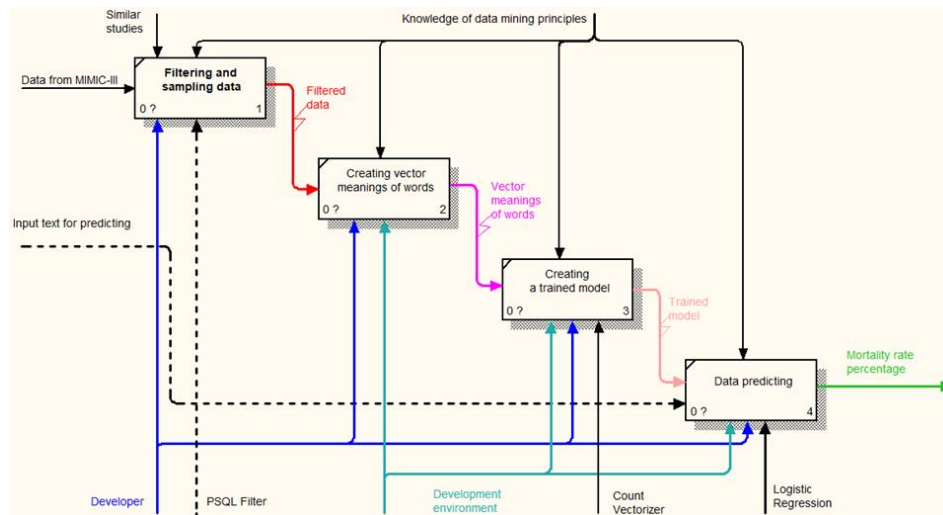 Similar
studies
Knowledge of data mining principles
Data from MIMIC-III
Filtering and
sampling data
0 ?
1
Filtered
data
Creating vector
meanings of words
0 ?
2
Vector
meanings
of words
Input text for predicting
Creating
a trained model
0 ?
3
Trained
model
Data predicting
0 ?
4
Mortality rate
percentage
Developer
PSQL Filter
Development
environment
Count
Vectorizer
Logistic
Regression